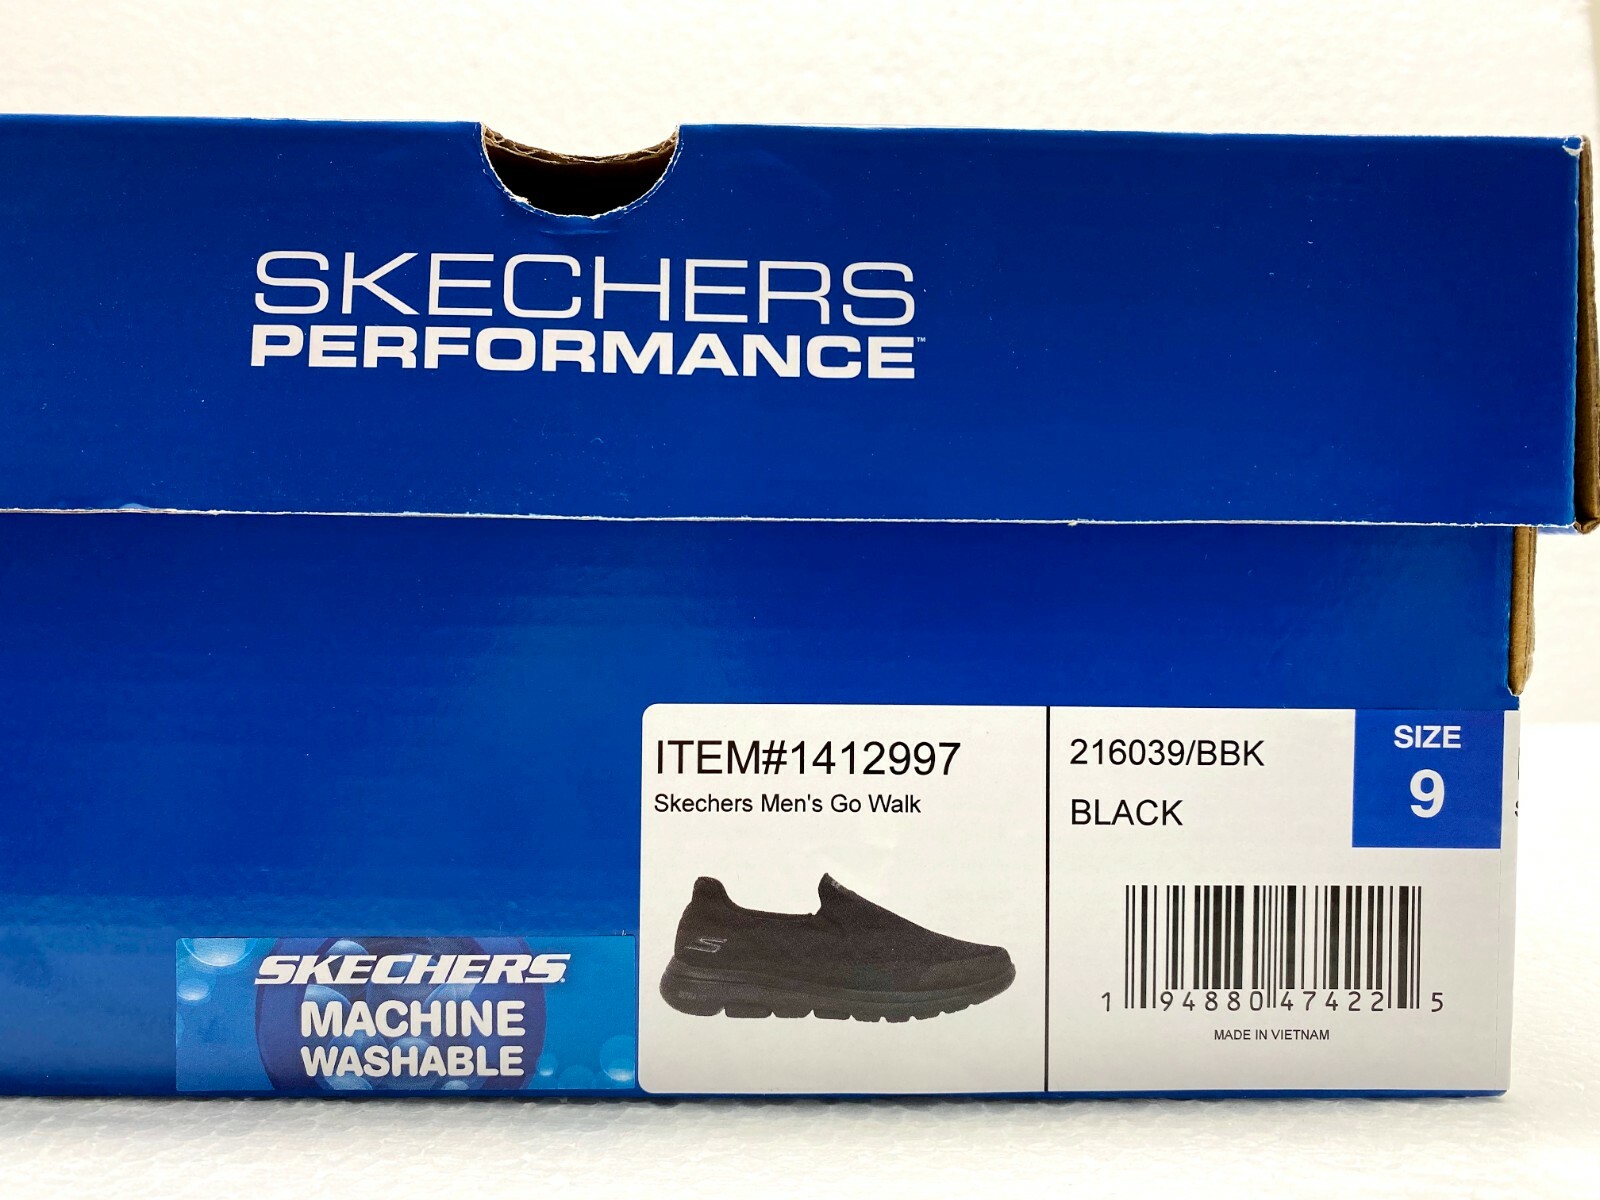 SKECHERS
PERFORMANCE™
ITEM#1412997
Skechers Men's Go Walk
216039/BBK
BLACK
SIZE
9
1 94880 47422 5
MADE IN VIETNAM
SKECHERS
MACHINE
WASHABLE